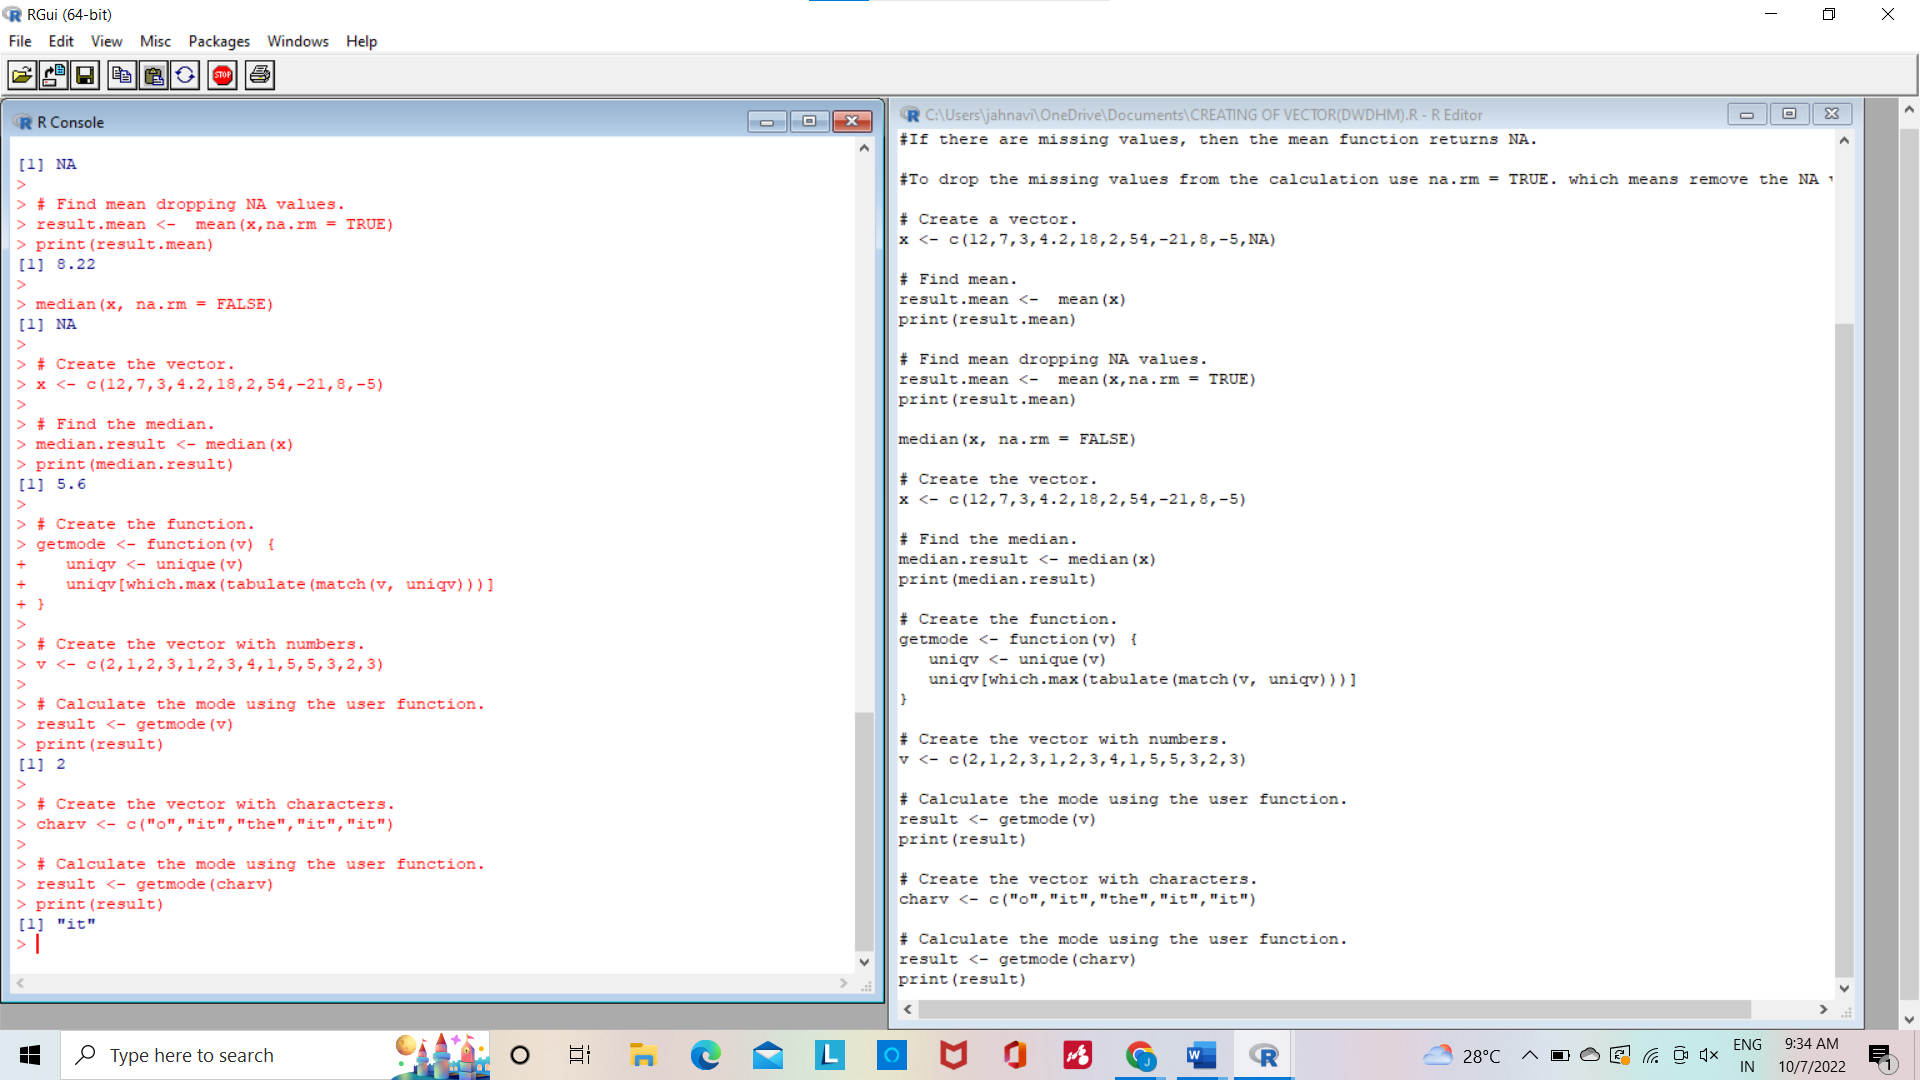 RGui (64-bit)
File Edit View Misc Packages Windows Help
STOP
R Console
[1] NA
>
> # Find mean dropping NA values.
> result.mean <-  mean(x,na.rm = TRUE)
> print(result.mean)
[1] 8.22
>
> median(x, na.rm = FALSE)
[1] NA
>
> # Create the vector.
> x <- c(12,7,3,4.2,18,2,54,-21,8,-5)
>
> # Find the median.
> median.result <- median(x)
> print(median.result)
[1] 5.6
>
> # Create the function.
> getmode <- function(v) {
+    uniqv <- unique(v)
+    uniqv[which.max(tabulate(match(v, uniqv)))]
+ }
>
> # Create the vector with numbers.
> v <- c(2,1,2,3,1,2,3,4,1,5,5,3,2,3)
>
> # Calculate the mode using the user function.
> result <- getmode(v)
> print(result)
[1] 2
>
> # Create the vector with characters.
> charv <- c("o","it","the","it","it")
>
> # Calculate the mode using the user function.
> result <- getmode(charv)
> print(result)
[1] "it"
>
C:\Users\jahnavi\OneDrive\Documents\CREATING OF VECTOR(DWDHM).R - R Editor
#If there are missing values, then the mean function returns NA.
#To drop the missing values from the calculation use na.rm = TRUE. which means remove the NA
# Create a vector.
x <- c(12,7,3,4.2,18,2,54,-21,8,-5,NA)
# Find mean.
result.mean <-  mean(x)
print(result.mean)
# Find mean dropping NA values.
result.mean <-  mean(x,na.rm = TRUE)
print(result.mean)
median(x, na.rm = FALSE)
# Create the vector.
x <- c(12,7,3,4.2,18,2,54,-21,8,-5)
# Find the median.
median.result <- median(x)
print(median.result)
# Create the function.
getmode <- function(v) {
   uniqv <- unique(v)
   uniqv[which.max(tabulate(match(v, uniqv)))]
}
# Create the vector with numbers.
v <- c(2,1,2,3,1,2,3,4,1,5,5,3,2,3)
# Calculate the mode using the user function.
result <- getmode(v)
print(result)
# Create the vector with characters.
charv <- c("o","it","the","it","it")
# Calculate the mode using the user function.
result <- getmode(charv)
print(result)
Type here to search
28°C
ENG
IN
9:34 AM
10/7/2022
1